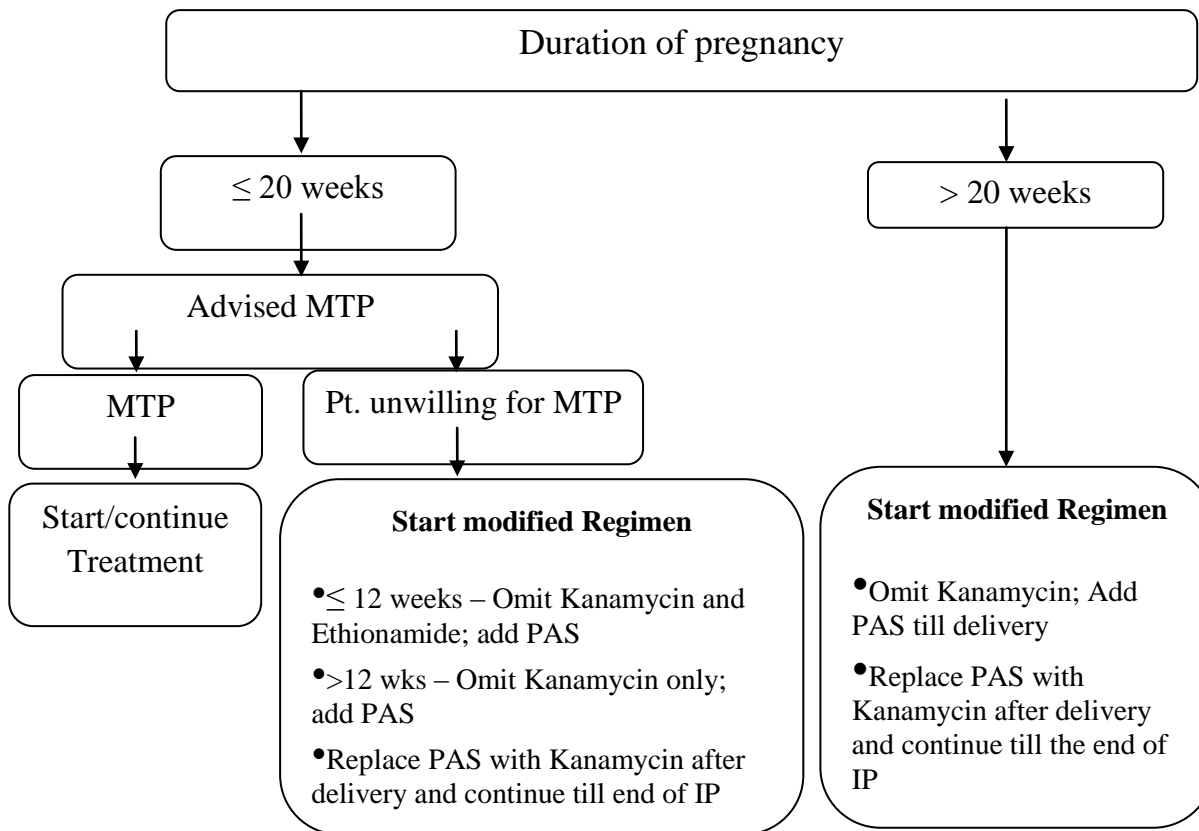 Duration of pregnancy
≤ 20 weeks
> 20 weeks
Advised MTP
MTP
Pt. unwilling for MTP
Start/continue
Treatment
Start modified Regimen
•≤ 12 weeks – Omit Kanamycin and
Ethionamide; add PAS
•>12 wks – Omit Kanamycin only;
add PAS
•Replace PAS with Kanamycin after
delivery and continue till end of IP
Start modified Regimen
•Omit Kanamycin; Add
PAS till delivery
•Replace PAS with
Kanamycin after delivery
and continue till the end of
IP